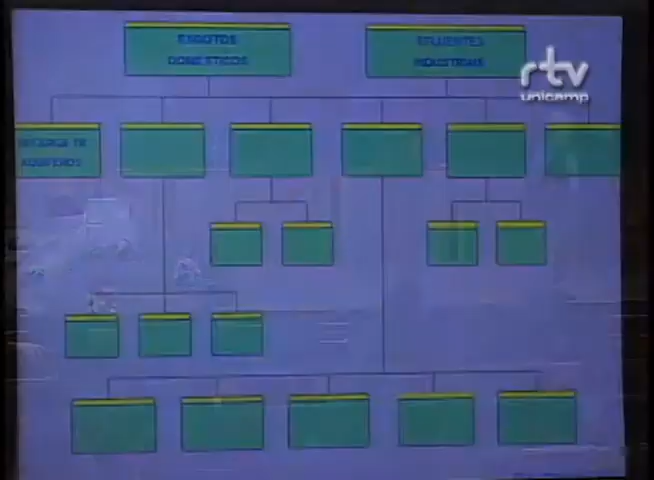 ESGOTOS
DOMÉSTICOS
EFLUENTES
INDUSTRIAIS
rtv
unicamp
RECARGA DE
AQUÍFEROS